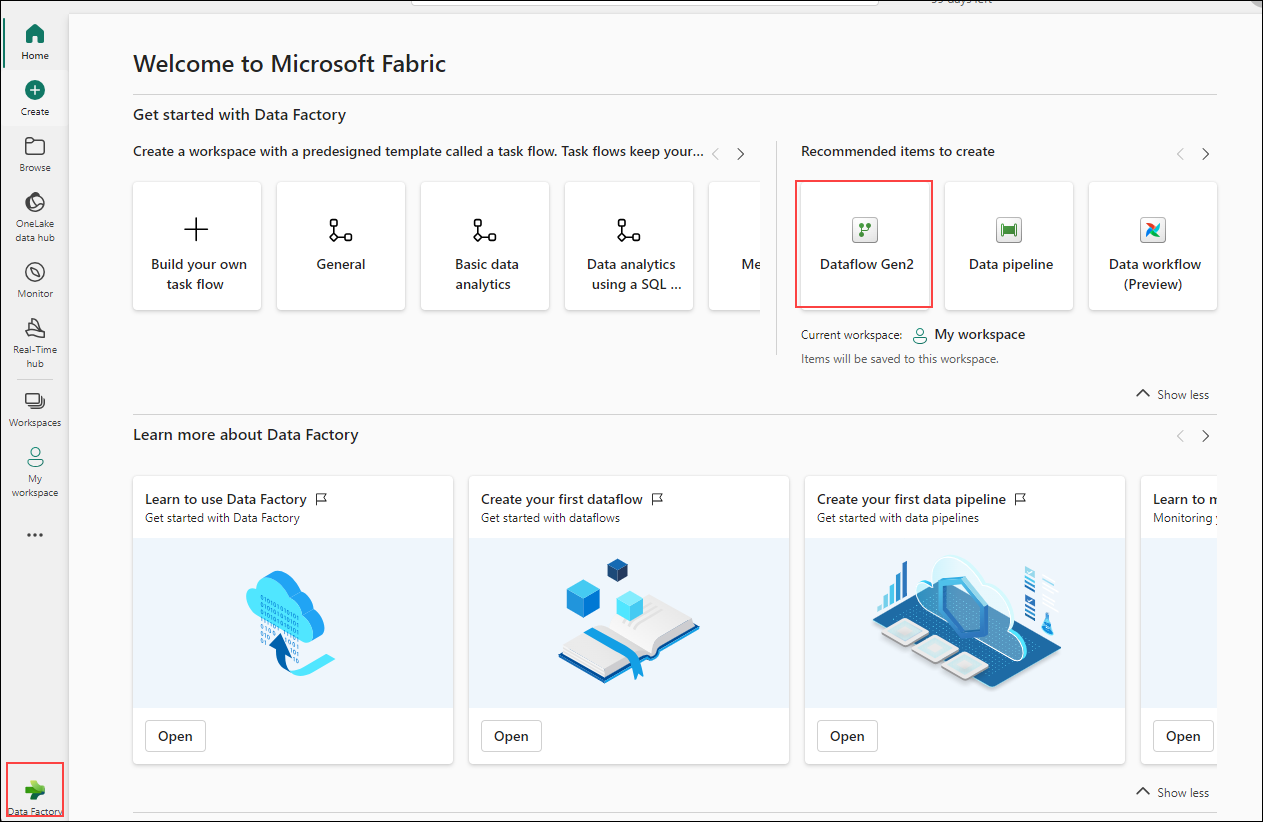 Home
Create
Browse
OneLake
data hub
Monitor
Real-Time
hub
Workspaces
My
workspace
Data Factory
Welcome to Microsoft Fabric
Get started with Data Factory
Create a workspace with a predesigned template called a task flow. Task flows keep your...
Build your own
task flow
General
Basic data
analytics
Data analytics
using a SQL ...
Me
Recommended items to create
Dataflow Gen2
Data pipeline
Data workflow
(Preview)
Current workspace: My workspace
Items will be saved to this workspace.
Show less
Learn more about Data Factory
Learn to use Data Factory
Get started with Data Factory
Open
Create your first dataflow
Get started with dataflows
Open
Create your first data pipeline
Get started with data pipelines
Open
Learn to m
Monitoring
Open
Show less